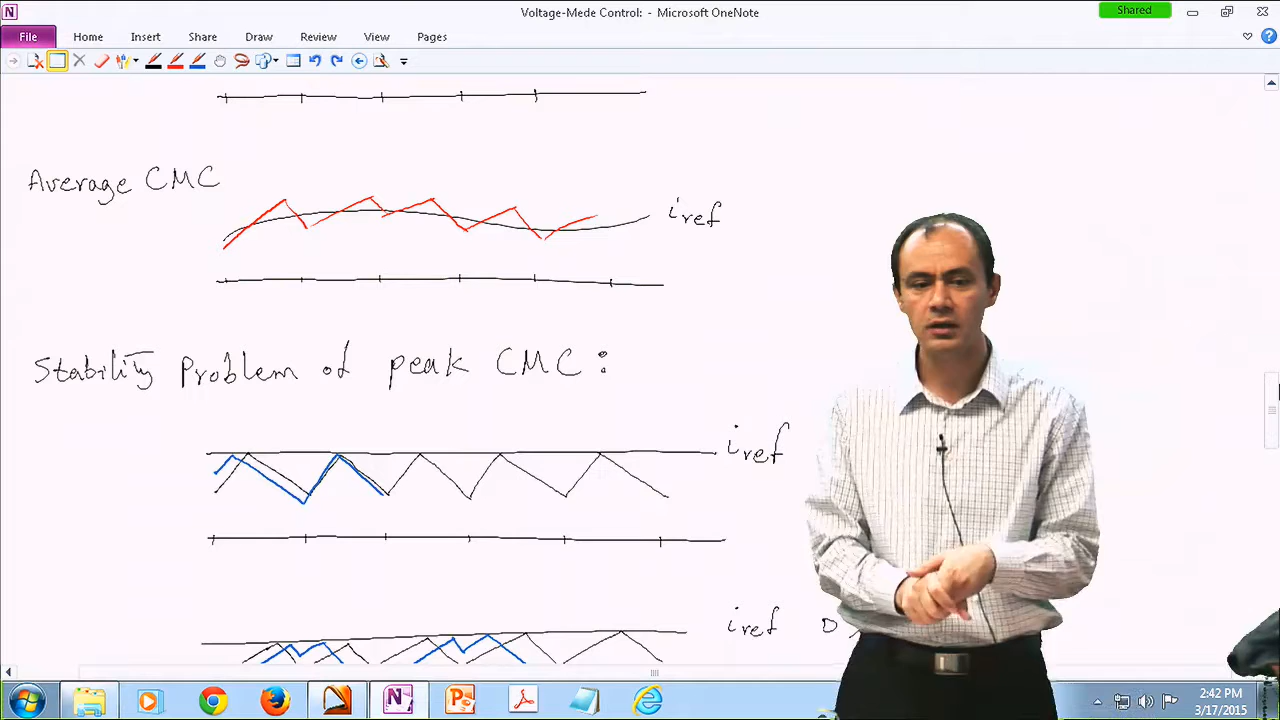 Voltage-Mede Control: - Microsoft OneNote
Shared
File Home Insert Share Draw Review View Pages
Average CMC
iref
Stability Problem of peak CMC:
iref
iref
2:42 PM
3/17/2015